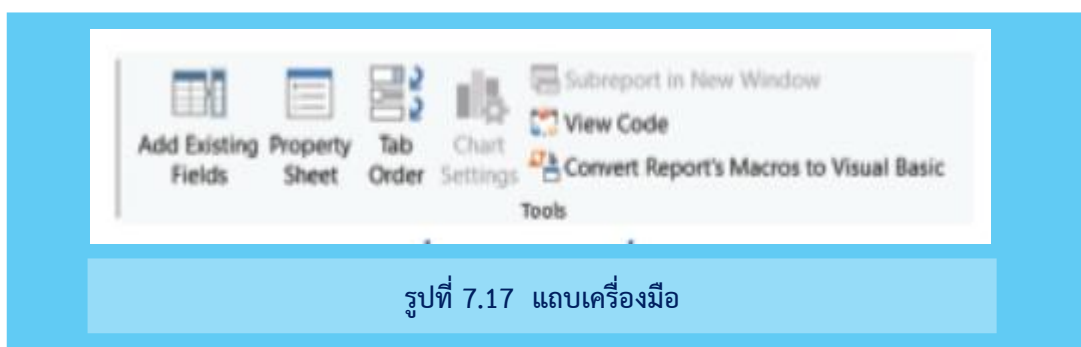 Add Existing Fields
Property Sheet
Tab Order
Chart Settings
Subreport in New Window
View Code
Convert Report's Macros to Visual Basic
Tools
รูปที่ 7.17 แถบเครื่องมือ